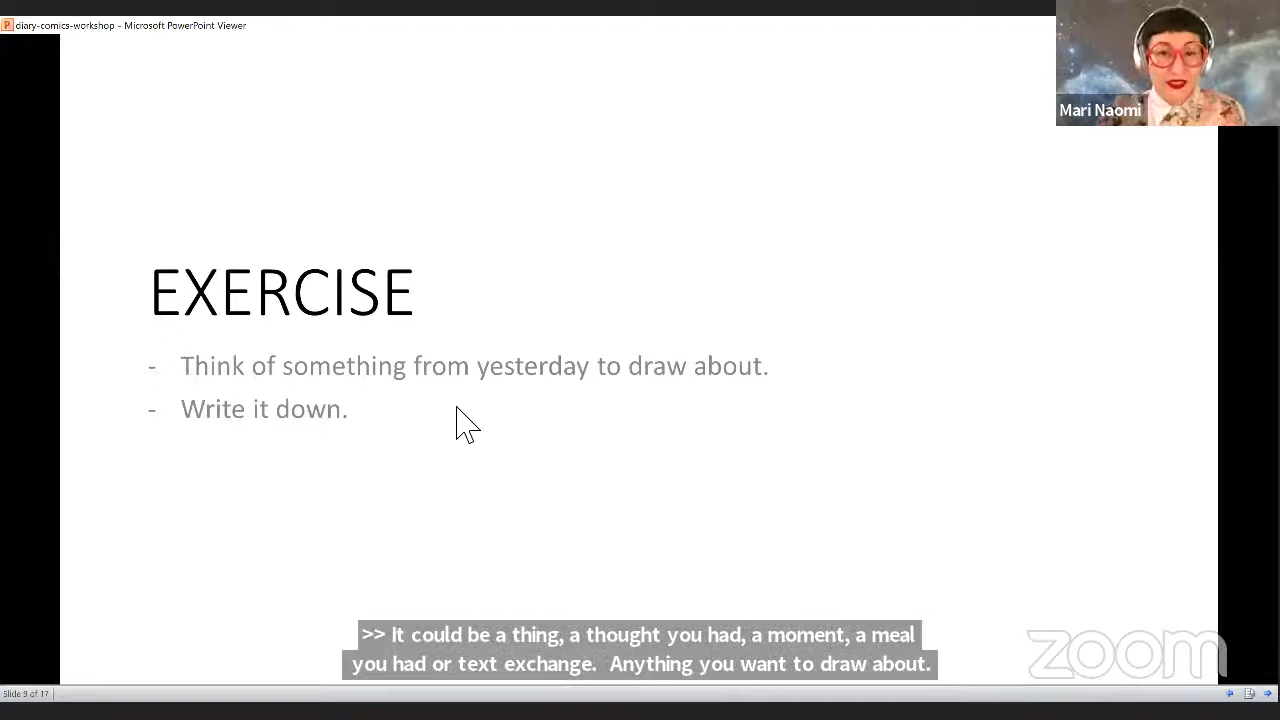 diary-comics-workshop - Microsoft PowerPoint Viewer
Mari Naomi
EXERCISE
- Think of something from yesterday to draw about.
- Write it down.
>> It could be a thing, a thought you had, a moment, a meal
you had or text exchange.  Anything you want to draw about.
zoom
Slide 9 of 17